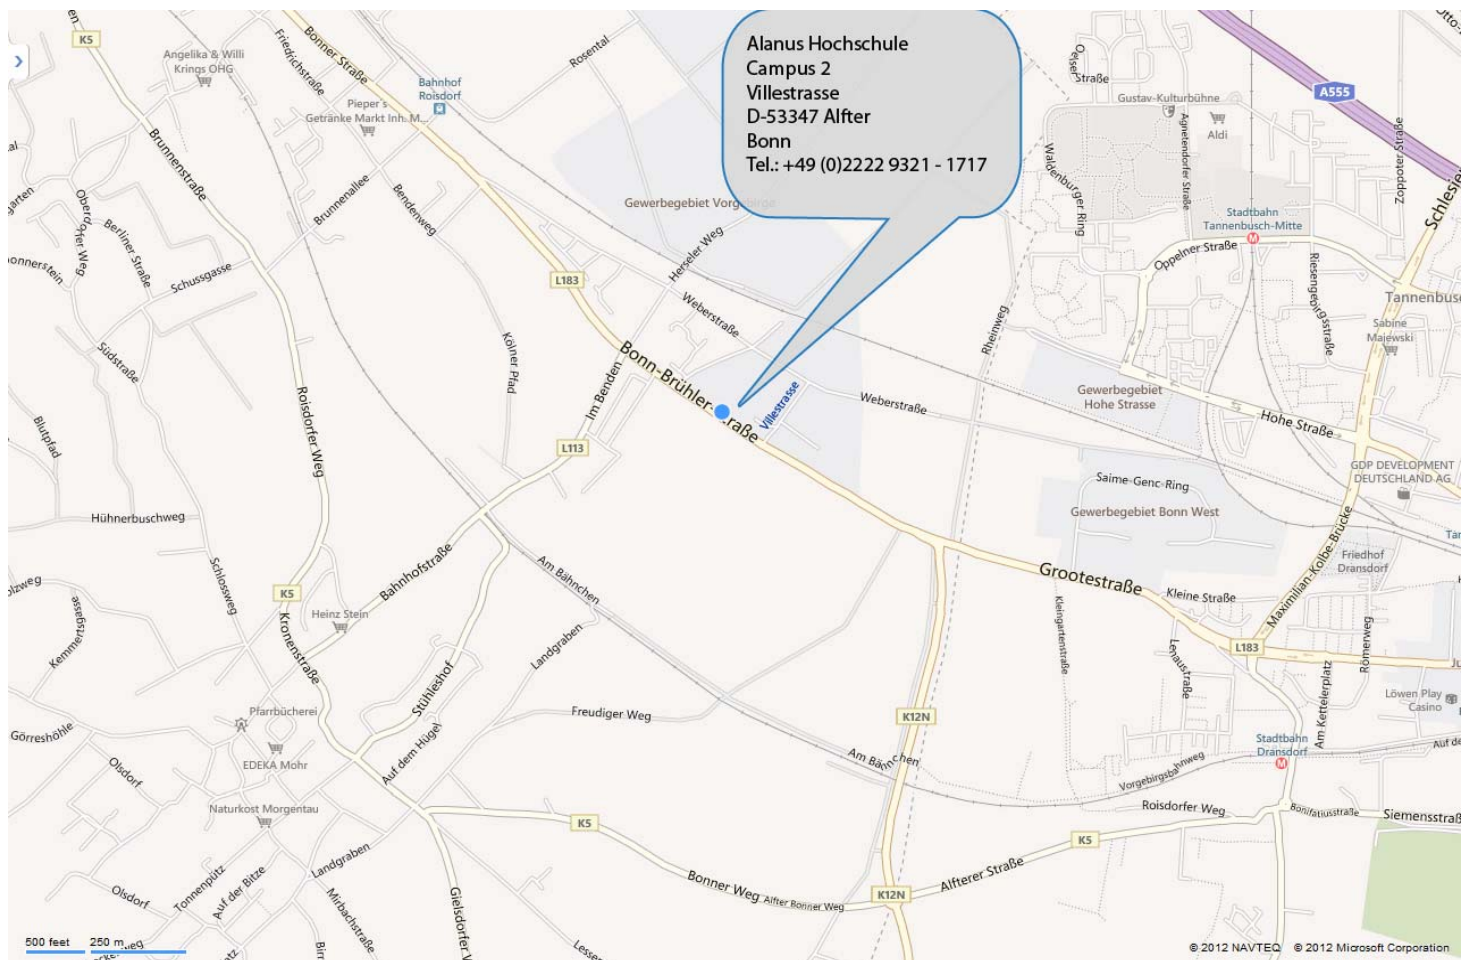 Alanus Hochschule
Campus 2
Villestrasse
D-53347 Alfter
Bonn
Tel.: +49 (0)2222 9321 - 1717
K5
Angelika & Willi
Krings OHG
Friedrichstraße
Bonner Straße
Bahnhof
Roisdorf
Pieper's
Getränke Markt Inh. M...
Rosental
Brunnenstraße
Brunnenallee
Bendenweg
Berliner Straße
Schussgasse
Südstraße
Blutpfad
Hühnerbuschweg
Schlossweg
Roisdorfer Weg
Kölner Pfad
L183
Gewerbegebiet Vorgebirge
Herseler Weg
Weberstraße
Bonn-Brühler-Straße
Im Benden
Villestrasse
Weberstraße
L113
Rheinweg
Oelser Straße
Gustav-Kulturbühne
Aldi
Agnetendorfer Straße
Waldenburger Ring
Stadtbahn
Tannenbusch-Mitte
Oppelner Straße
Riesengebirgsstraße
A555
Zoppoter Straße
Sabine
Majewski
Gewerbegebiet
Hohe Strasse
Hohe Straße
GDP DEVELOPMENT
DEUTSCHLAND AG
Saime-Genc-Ring
Gewerbegebiet Bonn West
Maximilian-Kolbe-Brücke
Friedhof
Dransdorf
Grootestraße
Kleine Straße
Kleingartenstraße
Lenaustraße
L183
Römerweg
Am Kettelerplatz
Löwen Play
Casino
Stadtbahn
Dransdorf
Vorgebirgsbahnweg
Roisdorfer Weg
Bonifatiusstraße
K5
Kronenstraße
Heinz Stein
Bahnhofstraße
Am Bähnchen
Landgraben
Stühleshof
Freudiger Weg
Auf dem Hügel
K12N
Am Bähnchen
Kemmertsgasse
Görreshöhle
Pfarrbücherei
EDEKA Mohr
Olsdorf
Naturkost Morgentau
Landgraben
Tonnenpütz
Auf der Bitze
Olsdorf
Mirbachstraße
K5
Bonner Weg
Alfter Bonner Weg
K12N
Alfterer Straße
K5
500 feet
250 m
© 2012 NAVTEQ © 2012 Microsoft Corporation